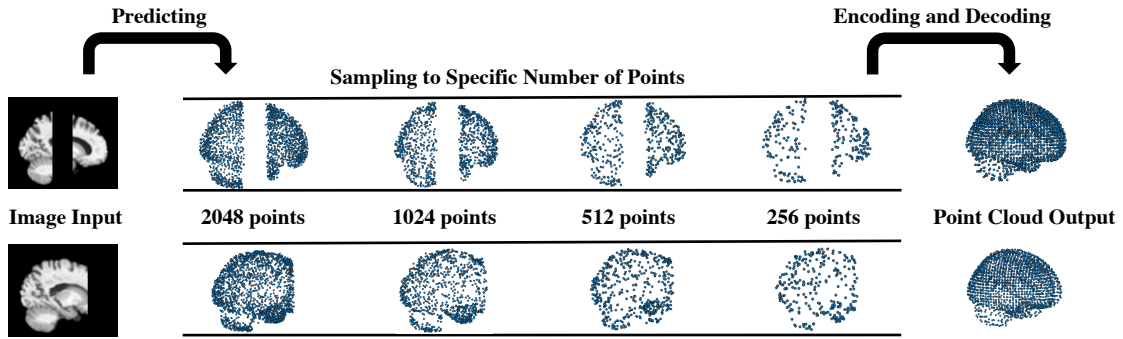 Predicting
Encoding and Decoding
Sampling to Specific Number of Points
Image Input
2048 points
1024 points
512 points
256 points
Point Cloud Output